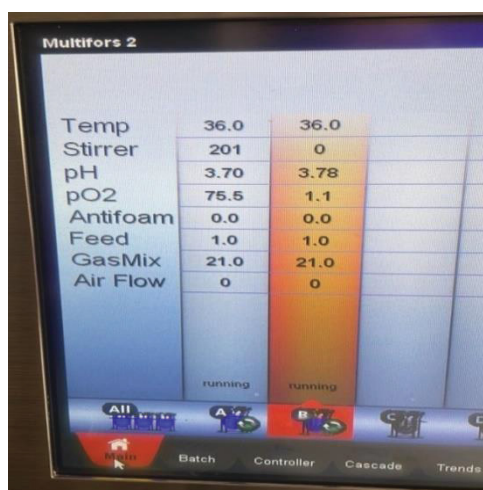 Multifors 2
Temp 36.0 36.0
Stirrer 201 0
pH 3.70 3.78
pO2 75.5 1.1
Antifoam 0.0 0.0
Feed 1.0 1.0
GasMix 21.0 21.0
Air Flow 0 0
running running
All A B C D
Main Batch Controller Cascade Trends